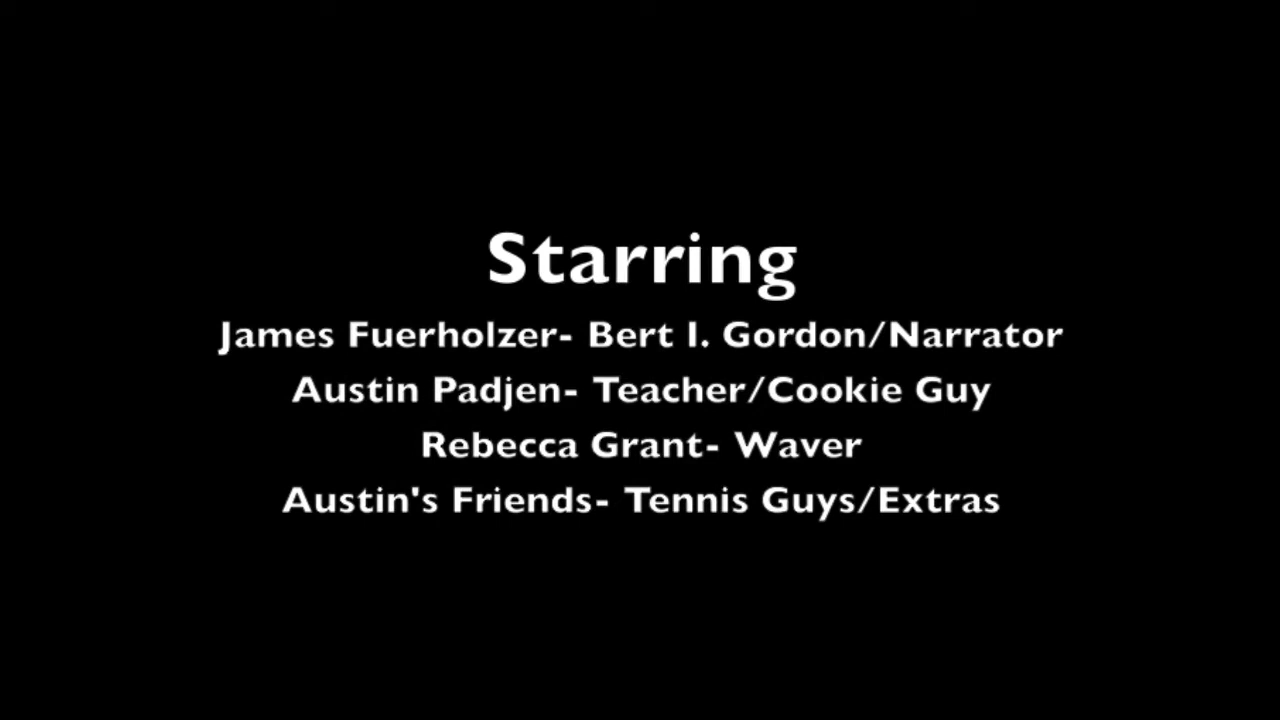 Starring
James Fuerholzer- Bert I. Gordon/Narrator
Austin Padjen- Teacher/Cookie Guy
Rebecca Grant- Waver
Austin's Friends- Tennis Guys/Extras